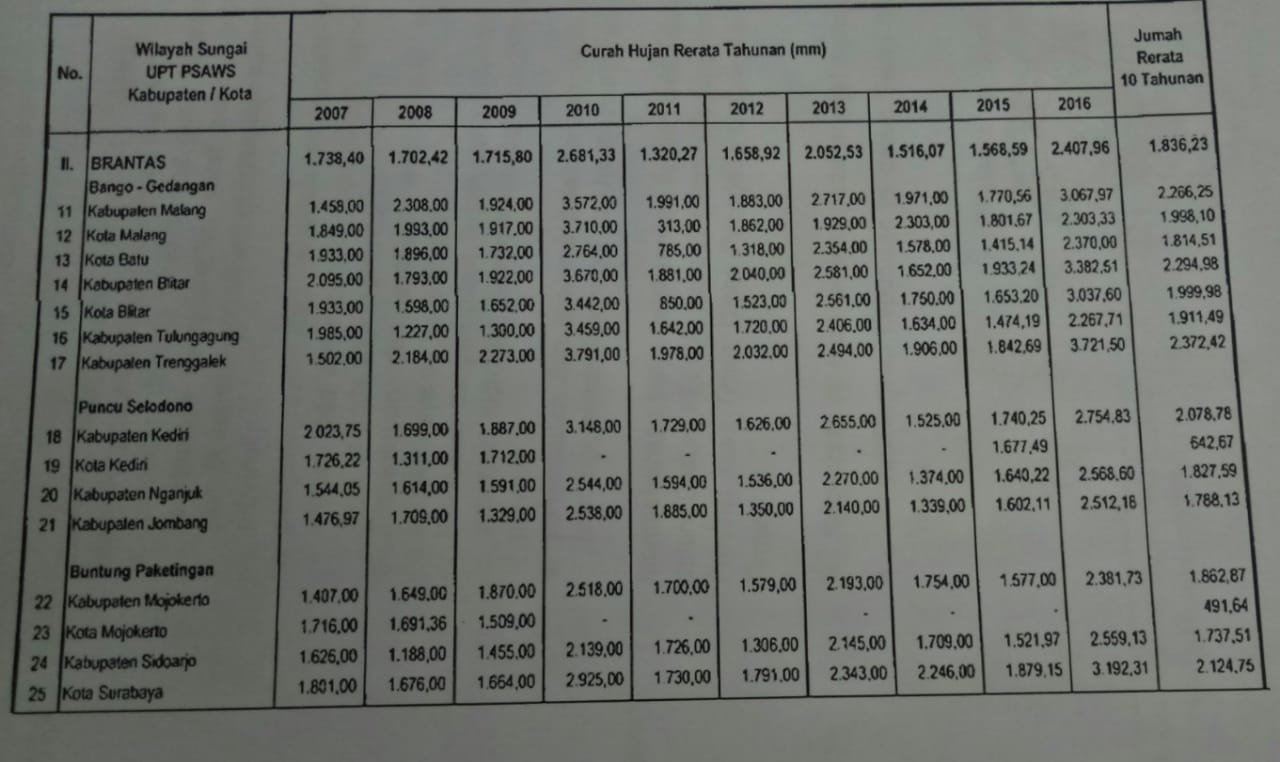 No. Wilayah Sungai UPT PSAWS Kabupaten / Kota Curah Hujan Rerata Tahunan (mm) Jumah Rerata 10 Tahunan
2007 2008 2009 2010 2011 2012 2013 2014 2015 2016
II. BRANTAS 1.738,40 1.702,42 1.715,80 2.681,33 1.320,27 1.658,92 2.052,53 1.516,07 1.568,59 2.407,96 1.836,23
Bango - Gedangan
11 Kabupaten Malang 1.458,00 2.308,00 1.924,00 3.572,00 1.991,00 1.883,00 2.717,00 1.971,00 1.770,56 3.067,97 2.266,25
12 Kota Malang 1.849,00 1.993,00 1.917,00 3.710,00 313,00 1.862,00 1.929,00 2.303,00 1.801,67 2.303,33 1.998,10
13 Kota Batu 1.933,00 1.896,00 1.732,00 2.764,00 785,00 1.318,00 2.354,00 1.578,00 1.415,14 2.370,00 1.814,51
14 Kabupaten Blitar 2.095,00 1.793,00 1.922,00 3.670,00 1.881,00 2.040,00 2.581,00 1.652,00 1.933,24 3.382,51 2.294,98
15 Kota Blitar 1.933,00 1.598,00 1.652,00 3.442,00 850,00 1.523,00 2.561,00 1.750,00 1.653,20 3.037,60 1.999,98
16 Kabupaten Tulungagung 1.985,00 1.227,00 1.300,00 3.459,00 1.642,00 1.720,00 2.406,00 1.634,00 1.474,19 2.267,71 1.911,49
17 Kabupaten Trenggalek 1.502,00 2.184,00 2 273,00 3.791,00 1.978,00 2.032,00 2.494,00 1.906,00 1.842,69 3.721,50 2.372,42
Puncu Selodono
18 Kabupaten Kediri 2 023,75 1.699,00 1.887,00 3.148,00 1.729,00 1.626,00 2.655,00 1.525,00 1.740,25 2.754,83 2.078,78
19 Kota Kediri 1.726,22 1.311,00 1.712,00 - - - - - 1.677,49 642,67
20 Kabupaten Nganjuk 1.544,05 1.614,00 1.591,00 2.544,00 1.594,00 1.536,00 2.270,00 1.374,00 1.640,22 2.568,60 1.827,59
21 Kabupaten Jombang 1.476,97 1.709,00 1.329,00 2.538,00 1.885,00 1.350,00 2.140,00 1.339,00 1.602,11 2.512,18 1.788,13
Buntung Paketingan
22 Kabupaten Mojokerto 1.407,00 1.649,00 1.870,00 2.518,00 1.700,00 1.579,00 2.193,00 1.754,00 1.577,00 2.381,73 1.862,87
23 Kota Mojokerto 1.716,00 1.691,36 1.509,00 - - - - - - 491,64
24 Kabupaten Sidoarjo 1.626,00 1.188,00 1.455,00 2.139,00 1.726,00 1.306,00 2.145,00 1.709,00 1.521,97 2.559,13 1.737,51
25 Kota Surabaya 1.801,00 1.676,00 1.664,00 2.925,00 1.730,00 1.791,00 2.343,00 2.246,00 1.879,15 3.192,31 2.124,75